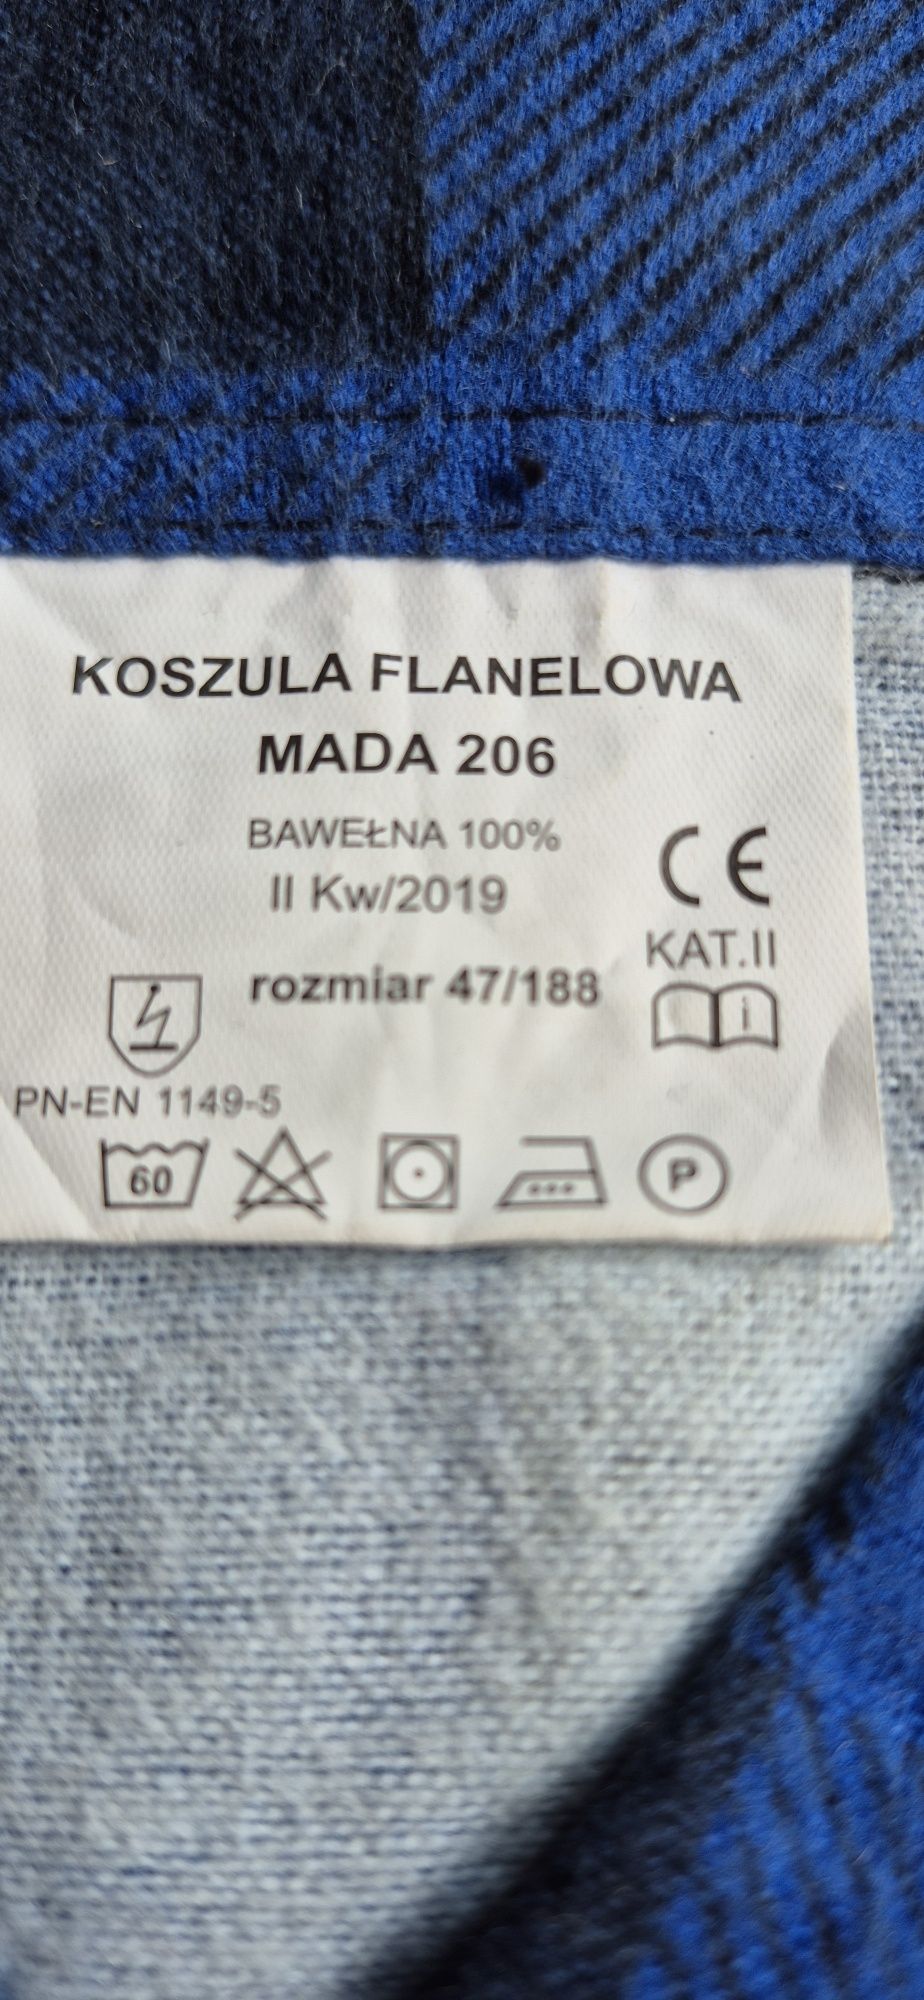 KOSZULA FLANELOWA
MADA 206
BAWEŁNA 100%
II Kw/2019
CE
KAT.II
rozmiar 47/188
i
PN-EN 1149-5
60
P